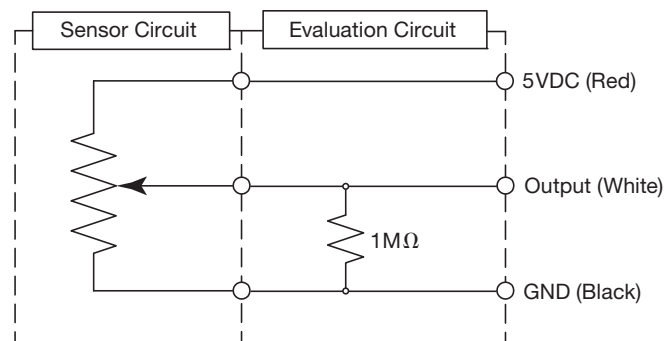 Sensor Circuit
Evaluation Circuit
5VDC (Red)
Output (White)
1MΩ
GND (Black)